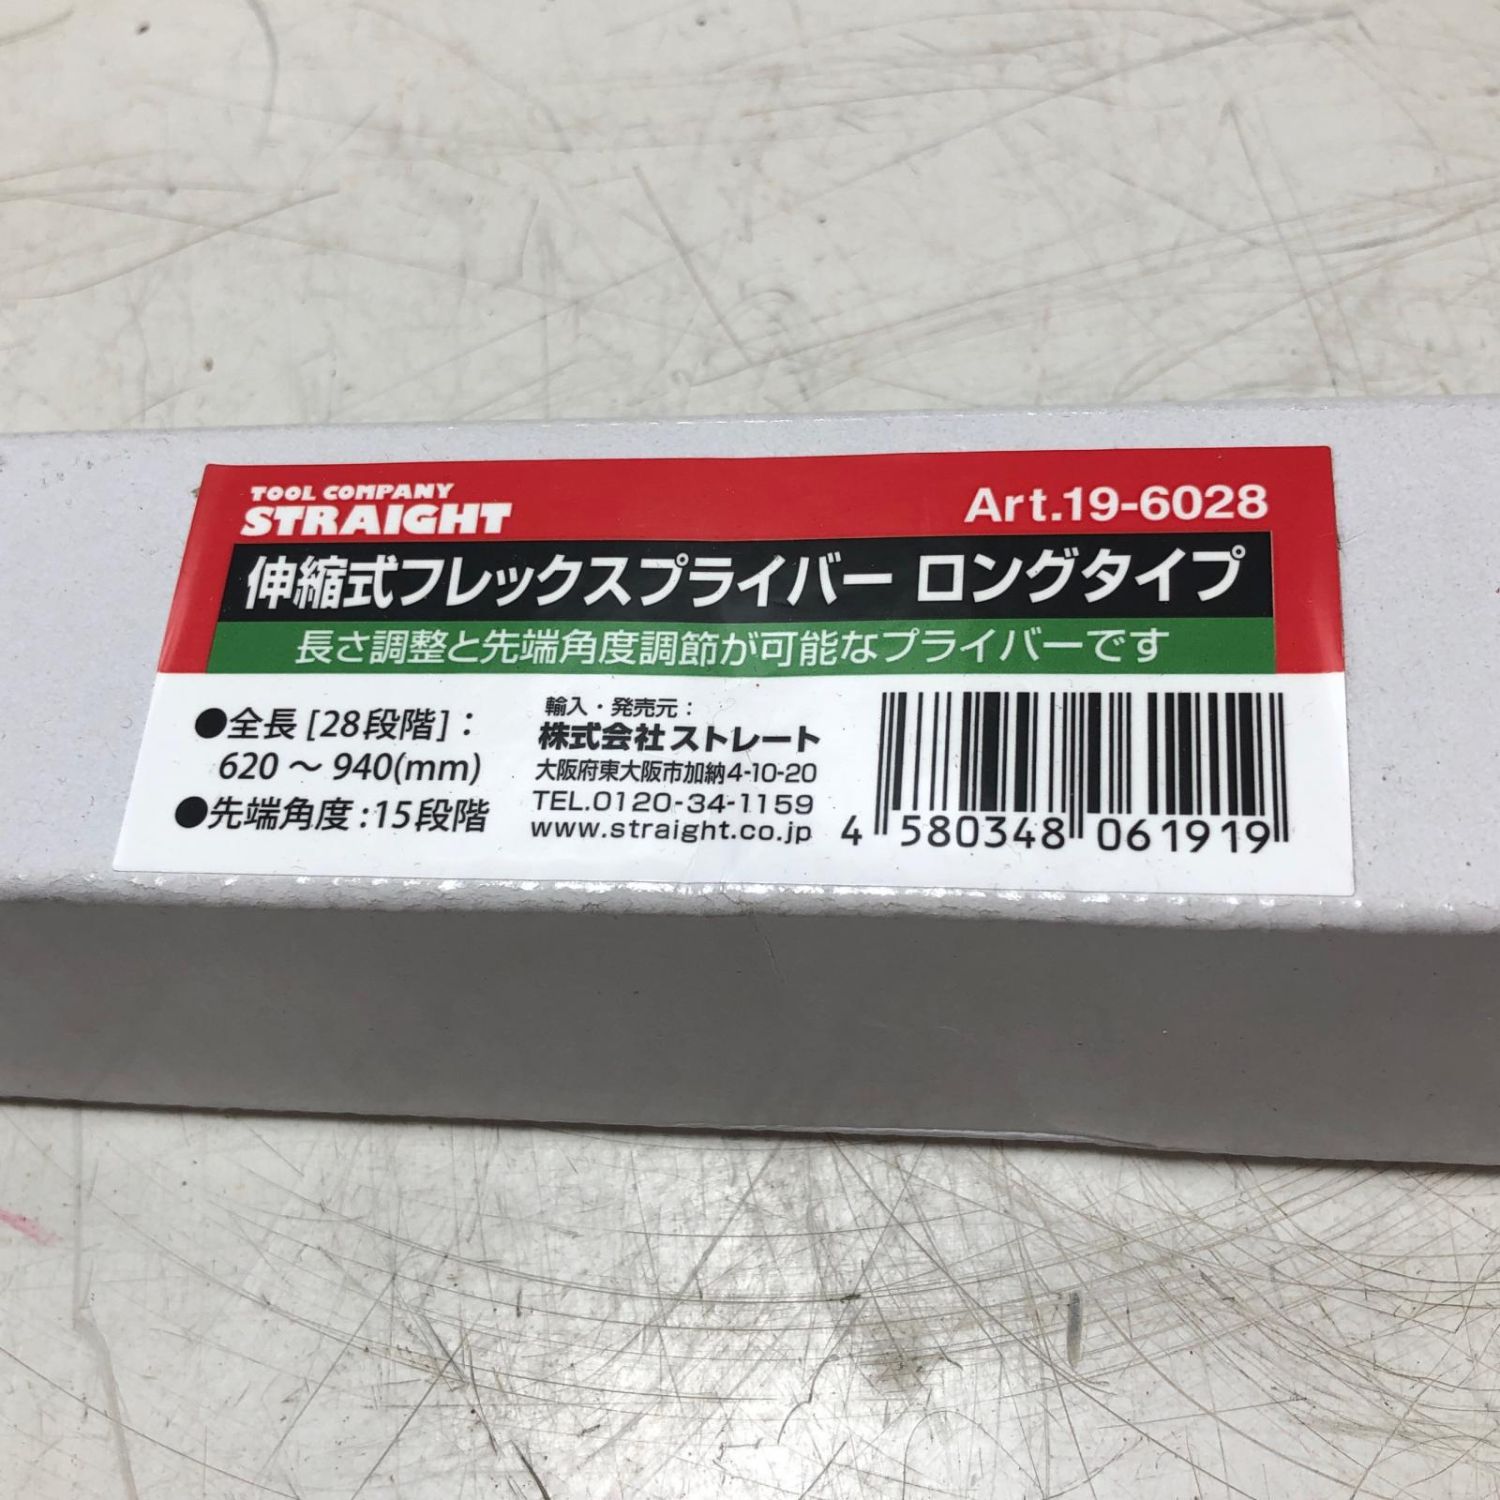 TOOL COMPANY
STRAIGHT
Art.19-6028
伸縮式フレックスプライバー ロングタイプ
長さ調整と先端角度調節が可能なプライバーです
●全長[28段階]:
620～940(mm)
●先端角度:15段階
輸入・発売元:
株式会社ストレート
大阪府東大阪市加納4-10-20
TEL.0120-34-1159
www.straight.co.jp
4 580348 061919